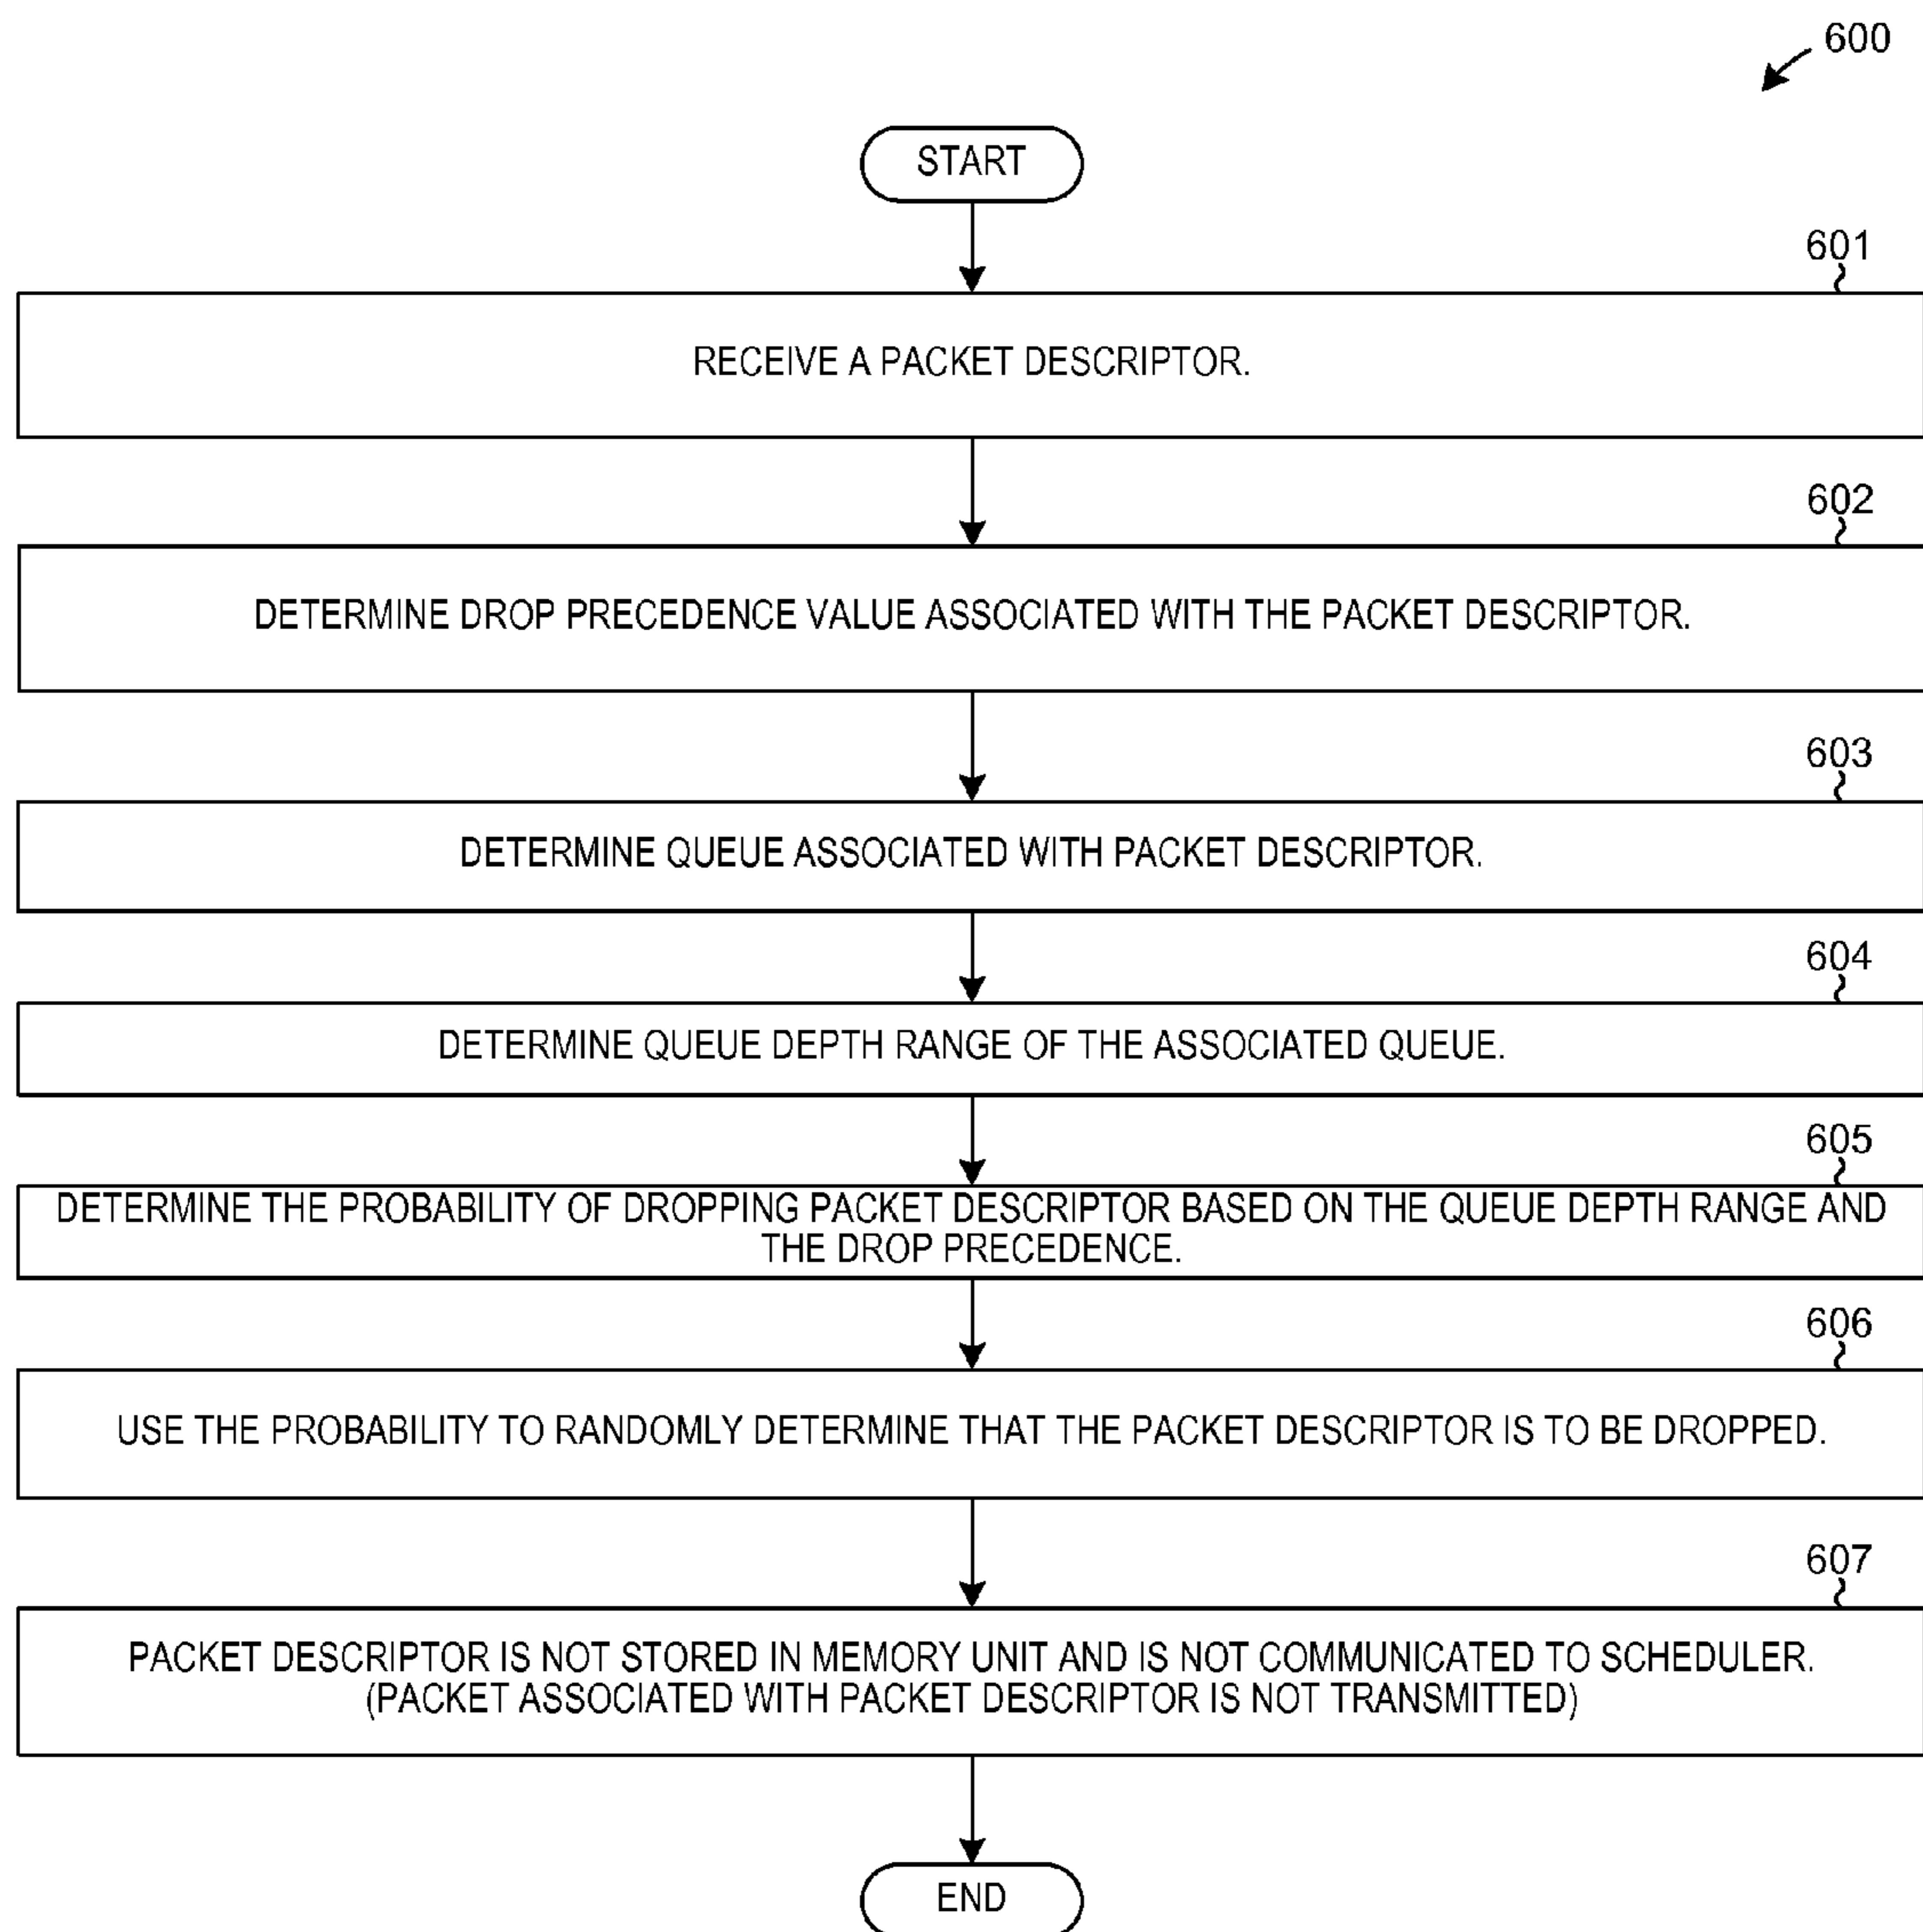 600
START
601
RECEIVE A PACKET DESCRIPTOR.
602
DETERMINE DROP PRECEDENCE VALUE ASSOCIATED WITH THE PACKET DESCRIPTOR.
603
DETERMINE QUEUE ASSOCIATED WITH PACKET DESCRIPTOR.
604
DETERMINE QUEUE DEPTH RANGE OF THE ASSOCIATED QUEUE.
605
DETERMINE THE PROBABILITY OF DROPPING PACKET DESCRIPTOR BASED ON THE QUEUE DEPTH RANGE AND
THE DROP PRECEDENCE.
606
USE THE PROBABILITY TO RANDOMLY DETERMINE THAT THE PACKET DESCRIPTOR IS TO BE DROPPED.
607
PACKET DESCRIPTOR IS NOT STORED IN MEMORY UNIT AND IS NOT COMMUNICATED TO SCHEDULER.
(PACKET ASSOCIATED WITH PACKET DESCRIPTOR IS NOT TRANSMITTED)
END